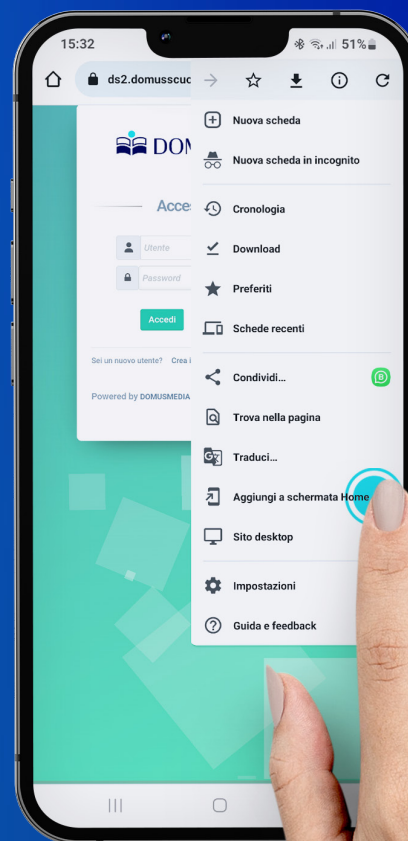 15:32
51%
ds2.domusscuo
DOM
Nuova scheda
Nuova scheda in incognito
Acces
Cronologia
Utente
Download
Password
Preferiti
Accedi
Schede recenti
Sei un nuovo utente? Crea i
Condividi...
B
Powered by DOMUSMEDIA
Trova nella pagina
G
Traduci...
Aggiungi a schermata Home
Sito desktop
Impostazioni
Guida e feedback